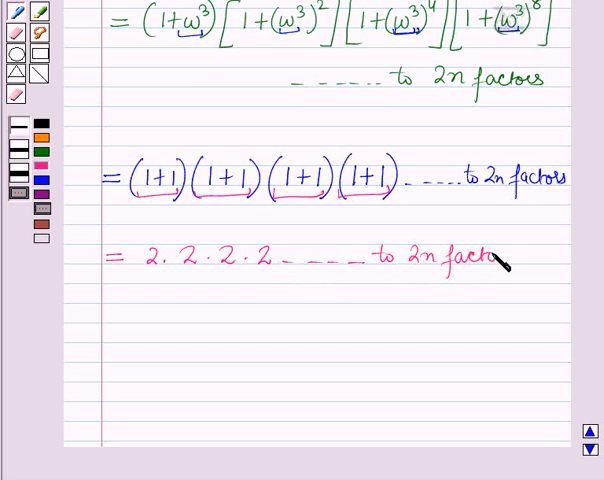 = (1+ω³) [1+(ω³)² ] [1+(ω³)⁴ ] [1+(ω³)⁸ ]
------ to 2n factors
= (1+1) (1+1) (1+1) (1+1) ------ to 2n factors
= 2. 2 . 2 . 2 ----- to 2n facto